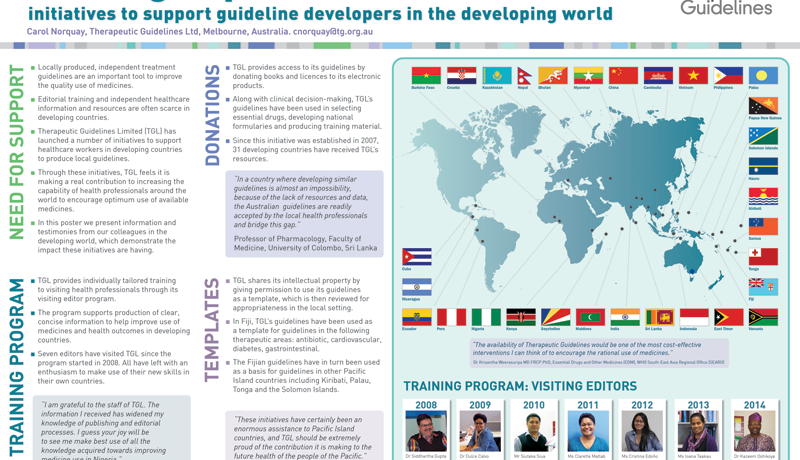 initiatives to support guideline developers in the developing world
Guidelines
Carol Norquay, Therapeutic Guidelines Ltd, Melbourne, Australia. cnorquay@tg.org.au
NEED FOR SUPPORT
Locally produced, independent treatment
guidelines are an important tool to improve
the quality use of medicines.
Editorial training and independent healthcare
information and resources are often scarce in
developing countries.
Therapeutic Guidelines Limited (TGL) has
launched a number of initiatives to support
healthcare workers in developing countries
to produce local guidelines.
Through these initiatives, TGL feels it is
making a real contribution to increasing the
capability of health professionals around the
world to encourage optimum use of available
medicines.
In this poster we present information and
testimonies from our colleagues in the
developing world, which demonstrate the
impact these initiatives are having.
TRAINING PROGRAM
TGL provides individually tailored training
to visiting health professionals through its
visiting editor program.
The program supports production of clear,
concise information to help improve use of
medicines and health outcomes in developing
countries.
Seven editors have visited TGL since the
program started in 2008. All have left with an
enthusiasm to make use of their new skills in
their own countries.
"I am grateful to the staff of TGL. The
information I received has widened my
knowledge of publishing and editorial
processes. I guess your joy will be
to see me make best use of all the
knowledge acquired towards improving
medicine use in Nigeria."
DONATIONS
TGL provides access to its guidelines by
donating books and licences to its electronic
products.
Along with clinical decision-making, TGL's
guidelines have been used in selecting
essential drugs, developing national
formularies and producing training material.
Since this initiative was established in 2007,
31 developing countries have received TGL's
resources.
"In a country where developing similar
guidelines is almost an impossibility,
because of the lack of resources and data,
the Australian guidelines are readily
accepted by the local health professionals
and bridge this gap."
Professor of Pharmacology, Faculty of
Medicine, University of Colombo, Sri Lanka
TEMPLATES
TGL shares its intellectual property by
giving permission to use its guidelines
as a template, which is then reviewed for
appropriateness in the local setting.
In Fiji, TGL's guidelines have been used as
a template for guidelines in the following
therapeutic areas: antibiotic, cardiovascular,
diabetes, gastrointestinal.
The Fijian guidelines have in turn been used
as a basis for guidelines in other Pacific
Island countries including Kiribati, Palau,
Tonga and the Solomon Islands.
"These initiatives have certainly been an
enormous assistance to Pacific Island
countries, and TGL should be extremely
proud of the contribution it is making to the
future health of the people of the Pacific."
Burkina Faso
Croatia
Kazakhstan
Nepal
Bhutan
Myanmar
China
Cambodia
Vietnam
Philippines
Palau
Papua New Guinea
Solomon Islands
Nauru
Kiribati
Samoa
Tonga
Fiji
Cuba
Nicaragua
Ecuador
Peru
Nigeria
Kenya
Seychelles
Maldives
India
Sri Lanka
Indonesia
East Timor
Vanuatu
"The availability of Therapeutic Guidelines would be one of the most cost-effective
interventions I can think of to encourage the rational use of medicines."
Dr Krisantha Weerasuriya MD FRCP PhD, Essential Drugs and Other Medicines (EDM), WHO South-East Asia Regional Office (SEARO)
TRAINING PROGRAM: VISITING EDITORS
2008
2009
2010
2011
2012
2013
2014
Dr Siddhartha Gupta
Dr Dulce Calvo
Mr Siutaka Siua
Ms Clarette Matlab
Ms Cristina Edvillo
Ms Ioana Teakau
Dr Kazeem Oshikoya